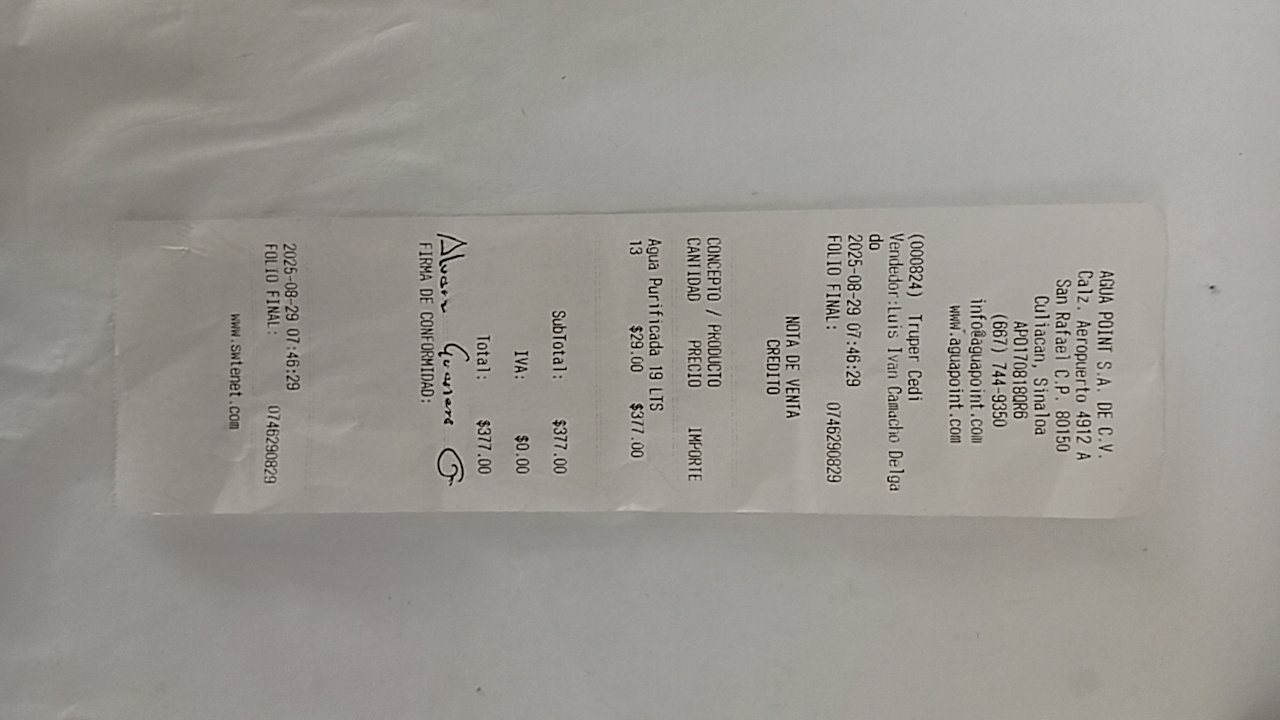 AGUA POINT S.A. DE C.V.
Calz. Aeropuerto 4912 A
San Rafael C.P. 80150
Culiacan, Sinaloa
APO170818QR6
(667) 744-9350
info@aguapoint.com
www.aguapoint.com
(000824) Truper Cedi
Vendedor:Luis Ivan Camacho Delga
do
2025-08-29 07:46:29
FOLIO FINAL: 0746290829
NOTA DE VENTA
CREDITO
CONCEPTO / PRODUCTO
CANTIDAD PRECIO IMPORTE
Agua Purificada 19 LTS
13 $29.00 $377.00
SubTotal: $377.00
IVA: $0.00
Total: $377.00
FIRMA DE CONFORMIDAD:
2025-08-29 07:46:29
FOLIO FINAL: 0746290829
www.swtenet.com